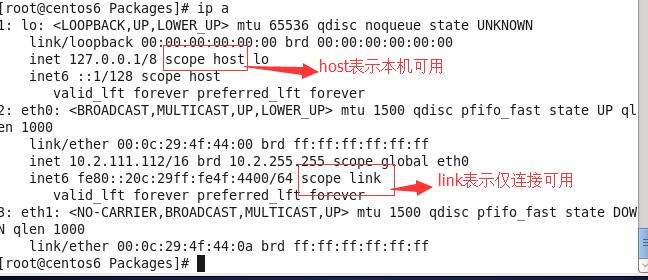 [root@centos6 Packages]# ip a
1: lo: <LOOPBACK,UP,LOWER_UP> mtu 65536 qdisc noqueue state UNKNOWN
link/loopback 00:00:00:00:00:00 brd 00:00:00:00:00:00
inet 127.0.0.1/8 scope host lo
host表示本机可用
inet6 ::1/128 scope host
valid_lft forever preferred_lft forever
2: eth0: <BROADCAST,MULTICAST,UP,LOWER_UP> mtu 1500 qdisc pfifo_fast state UP ql
en 1000
link/ether 00:0c:29:4f:44:00 brd ff:ff:ff:ff:ff:ff
inet 10.2.111.112/16 brd 10.2.255.255 scope global eth0
inet6 fe80::20c:29ff:fe4f:4400/64 scope link
link表示仅连接可用
valid_lft forever preferred_lft forever
3: eth1: <NO-CARRIER,BROADCAST,MULTICAST,UP> mtu 1500 qdisc pfifo_fast state DOW
N qlen 1000
link/ether 00:0c:29:4f:44:0a brd ff:ff:ff:ff:ff:ff
[root@centos6 Packages]#